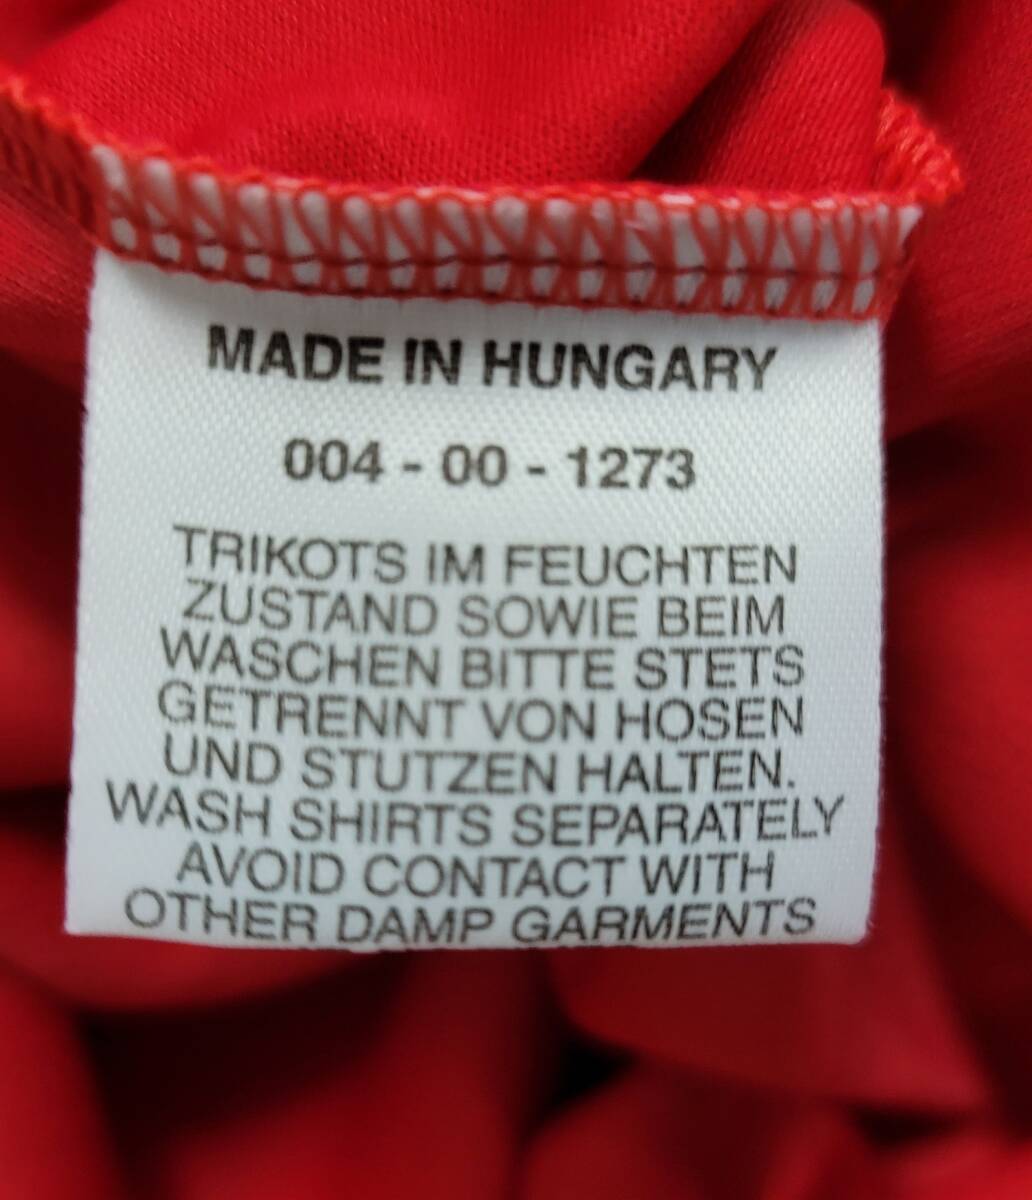 MADE IN HUNGARY
004 - 00 - 1273
TRIKOTS IM FEUCHTEN
ZUSTAND SOWIE BEIM
WASCHEN BITTE STETS
GETRENNT VON HOSEN
UND STUTZEN HALTEN.
WASH SHIRTS SEPARATELY
AVOID CONTACT WITH
OTHER DAMP GARMENTS